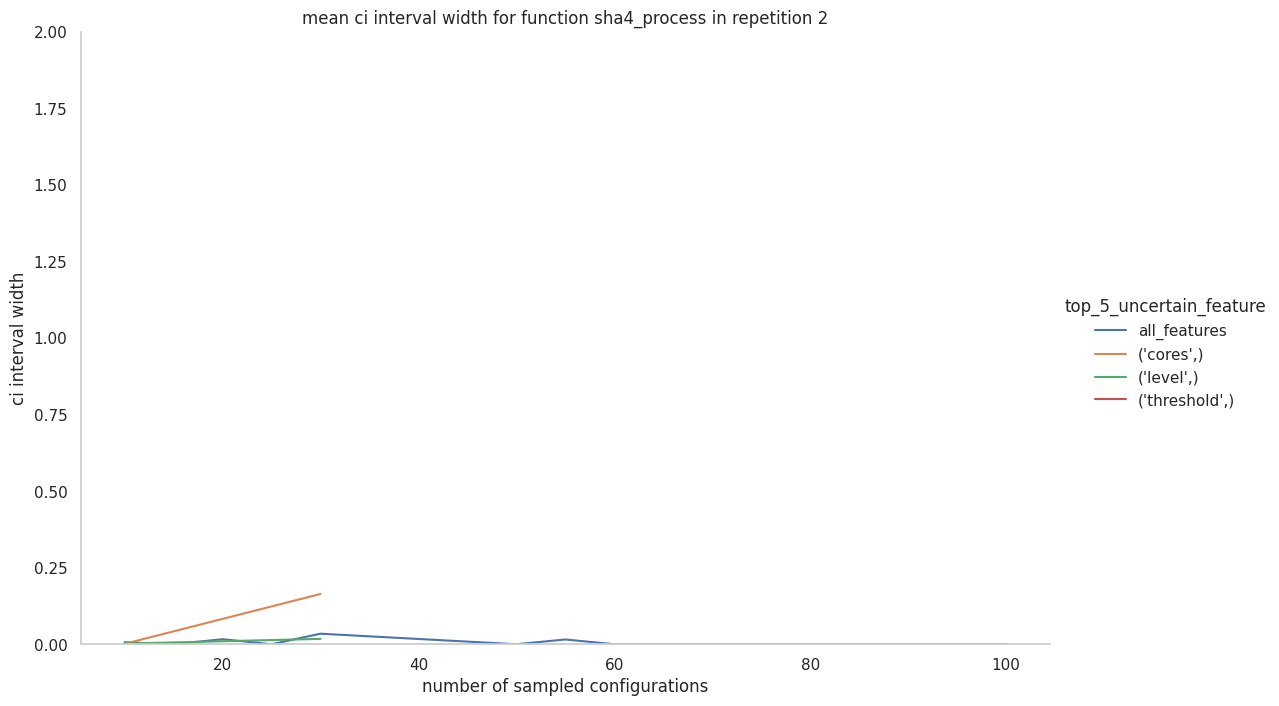 mean ci interval width for function sha4_process in repetition 2
2.00
1.75
1.50
1.25
1.00
0.75
0.50
0.25
0.00
ci interval width
20
40
60
80
100
number of sampled configurations
top_5_uncertain_feature
all_features
('cores',)
('level',)
('threshold',)